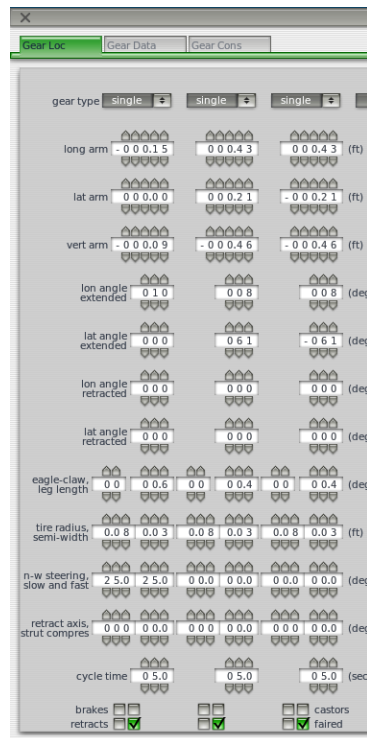 Gear Loc Gear Data Gear Cons
gear type single single single
long arm - 0 0 0.1 5 0 0 0.4 3 0 0 0.4 3 (ft)
lat arm 0 0 0.0 0 0 0 0.2 1 - 0 0 0.2 1 (ft)
vert arm - 0 0 0.0 9 - 0 0 0.4 6 - 0 0 0.4 6 (ft)
lon angle
extended 0 1 0 0 0 8 0 0 8 (deg
lat angle
extended 0 0 0 0 6 1 - 0 6 1 (deg
lon angle
retracted 0 0 0 0 0 0 0 0 0 (deg
lat angle
retracted 0 0 0 0 0 0 0 0 0 (deg
eagle-claw,
leg length 0 0 0 0.6 0 0 0 0.4 0 0 0 0.4 (deg
tire radius,
semi-width 0.0 8 0.0 3 0.0 8 0.0 3 0.0 8 0.0 3 (ft)
n-w steering,
slow and fast 2 5.0 2 5.0 0 0.0 0 0.0 0 0.0 0 0.0 (deg
retract axis,
strut compres 0 0 0 0 0.0 0 0 0 0 0.0 0 0 0 0 0.0 (deg
cycle time 0 5.0 0 5.0 0 5.0 (sec
brakes castors
retracts faired